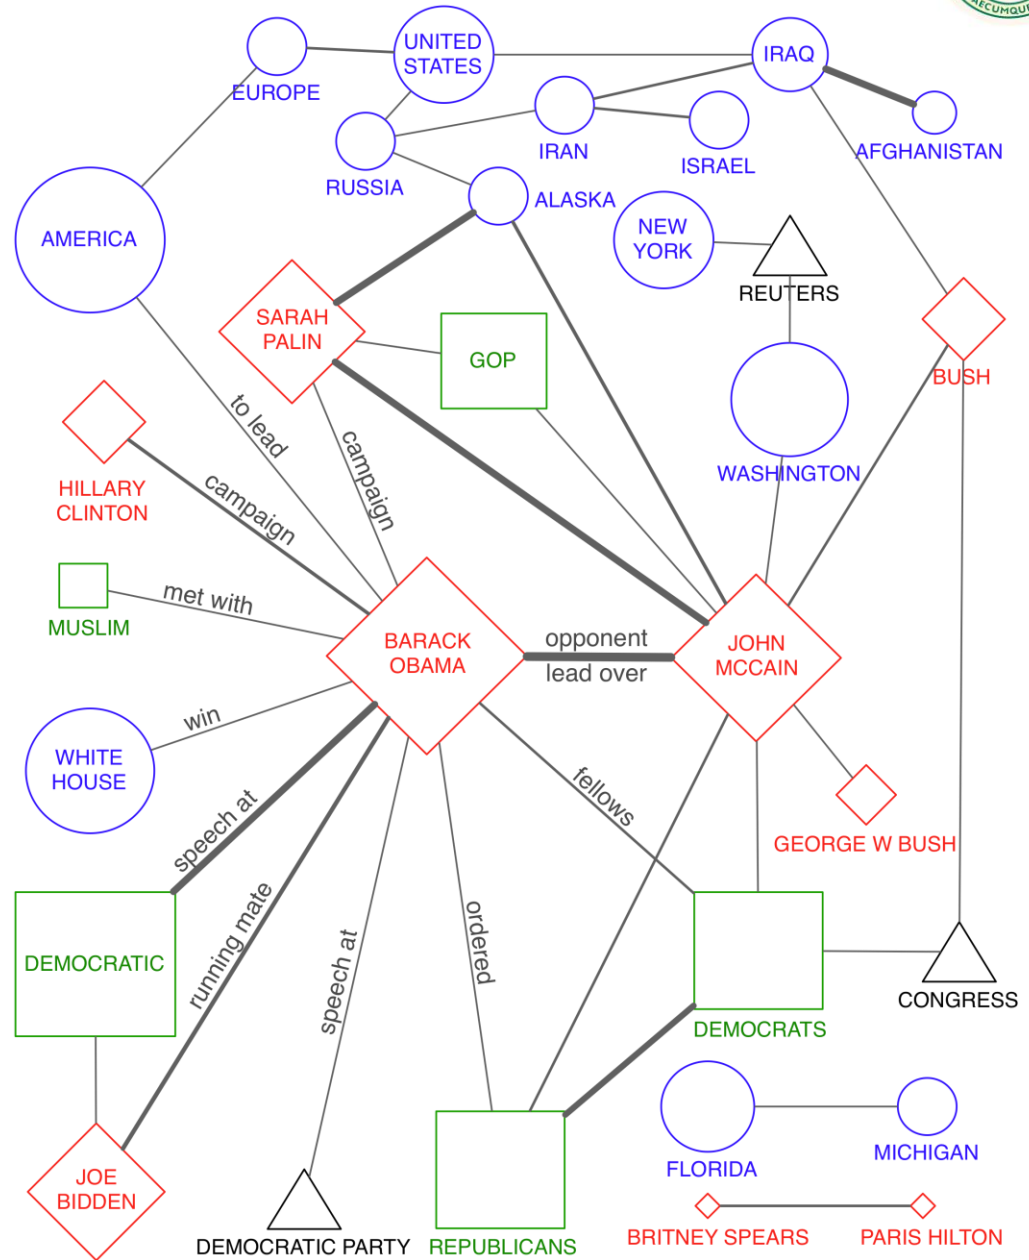 AECUMQUE
UNITED
STATES
IRAQ
EUROPE
IRAN
ISRAEL
AFGHANISTAN
RUSSIA
ALASKA
AMERICA
NEW
YORK
REUTERS
SARAH
PALIN
GOP
BUSH
to lead
campaign
WASHINGTON
HILLARY
CLINTON
campaign
met with
MUSLIM
BARACK
OBAMA
opponent
lead over
JOHN
MCCAIN
win
WHITE
HOUSE
fellows
speech at
GEORGE W BUSH
running mate
ordered
speech at
DEMOCRATIC
CONGRESS
DEMOCRATS
JOE
BIDDEN
FLORIDA
MICHIGAN
DEMOCRATIC PARTY
REPUBLICANS
BRITNEY SPEARS
PARIS HILTON